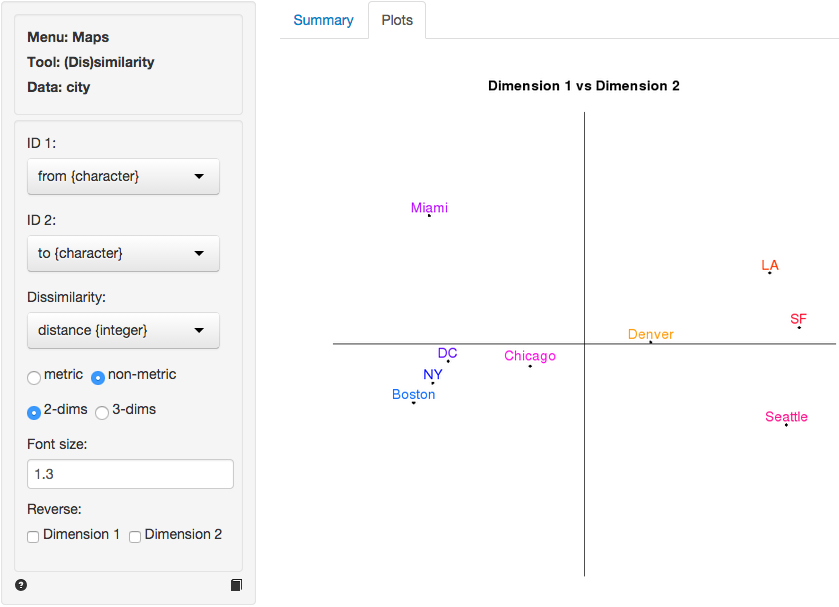 Menu: Maps
Tool: (Dis)similarity
Data: city
ID 1:
from {character}
ID 2:
to {character}
Dissimilarity:
distance {integer}
metric non-metric
2-dims 3-dims
Font size:
1.3
Reverse:
Dimension 1 Dimension 2
Summary Plots
Dimension 1 vs Dimension 2
Miami
LA
SF
Denver
DC
Chicago
NY
Boston
Seattle